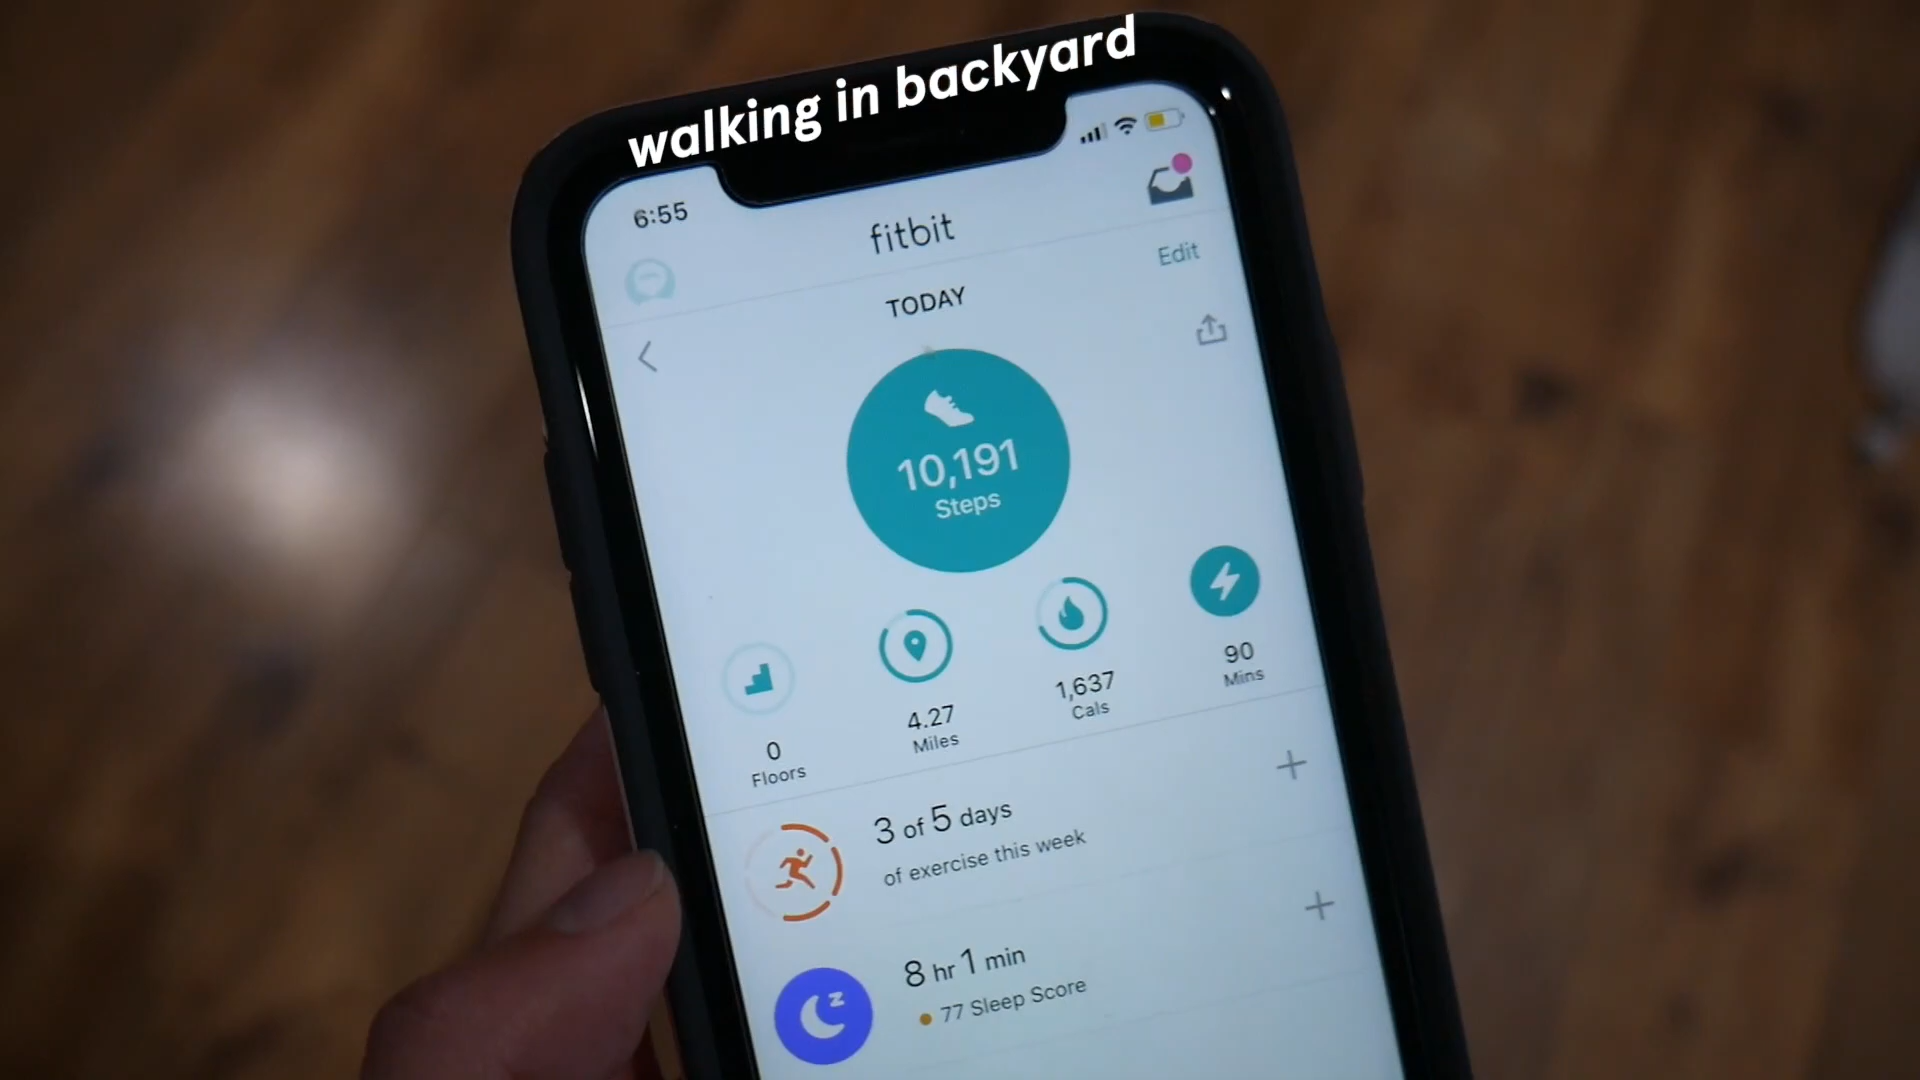 walking in backyard
6:55
fitbit
Edit
TODAY
10,191
Steps
0
Floors
4.27
Miles
1,637
Cals
90
Mins
3 of 5 days
of exercise this week
8 hr 1 min
77 Sleep Score